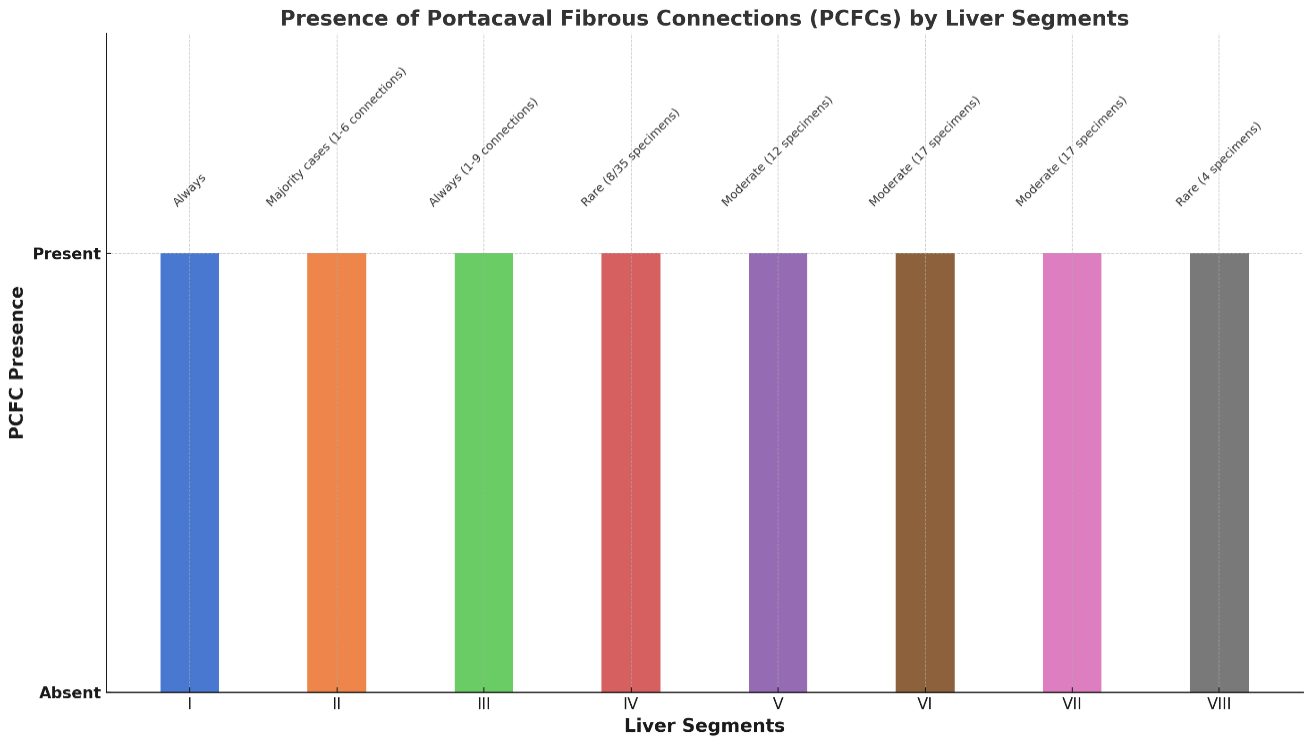 Presence of Portacaval Fibrous Connections (PCFCs) by Liver Segments
Always
Majority cases (1-6 connections)
Always (1-9 connections)
Rare (8/35 specimens)
Moderate (12 specimens)
Moderate (17 specimens)
Moderate (17 specimens)
Rare (4 specimens)
Present
PCFC Presence
Absent
I
II
III
IV
V
VI
VII
VIII
Liver Segments